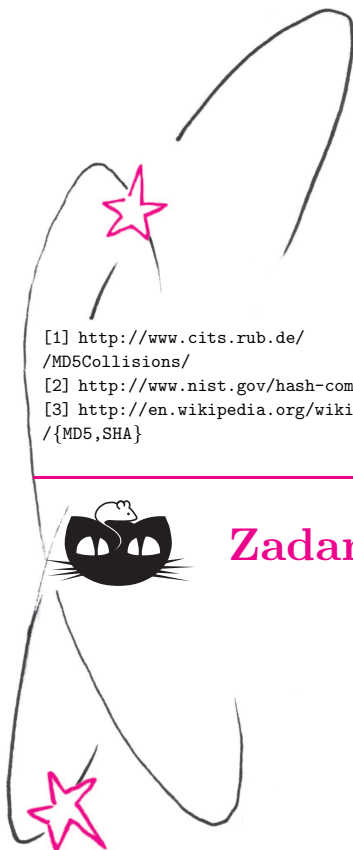 [1] http://www.cits.rub.de/
/MD5Collisions/
[2] http://www.nist.gov/hash-com
[3] http://en.wikipedia.org/wiki
/{MD5,SHA}
Zadan